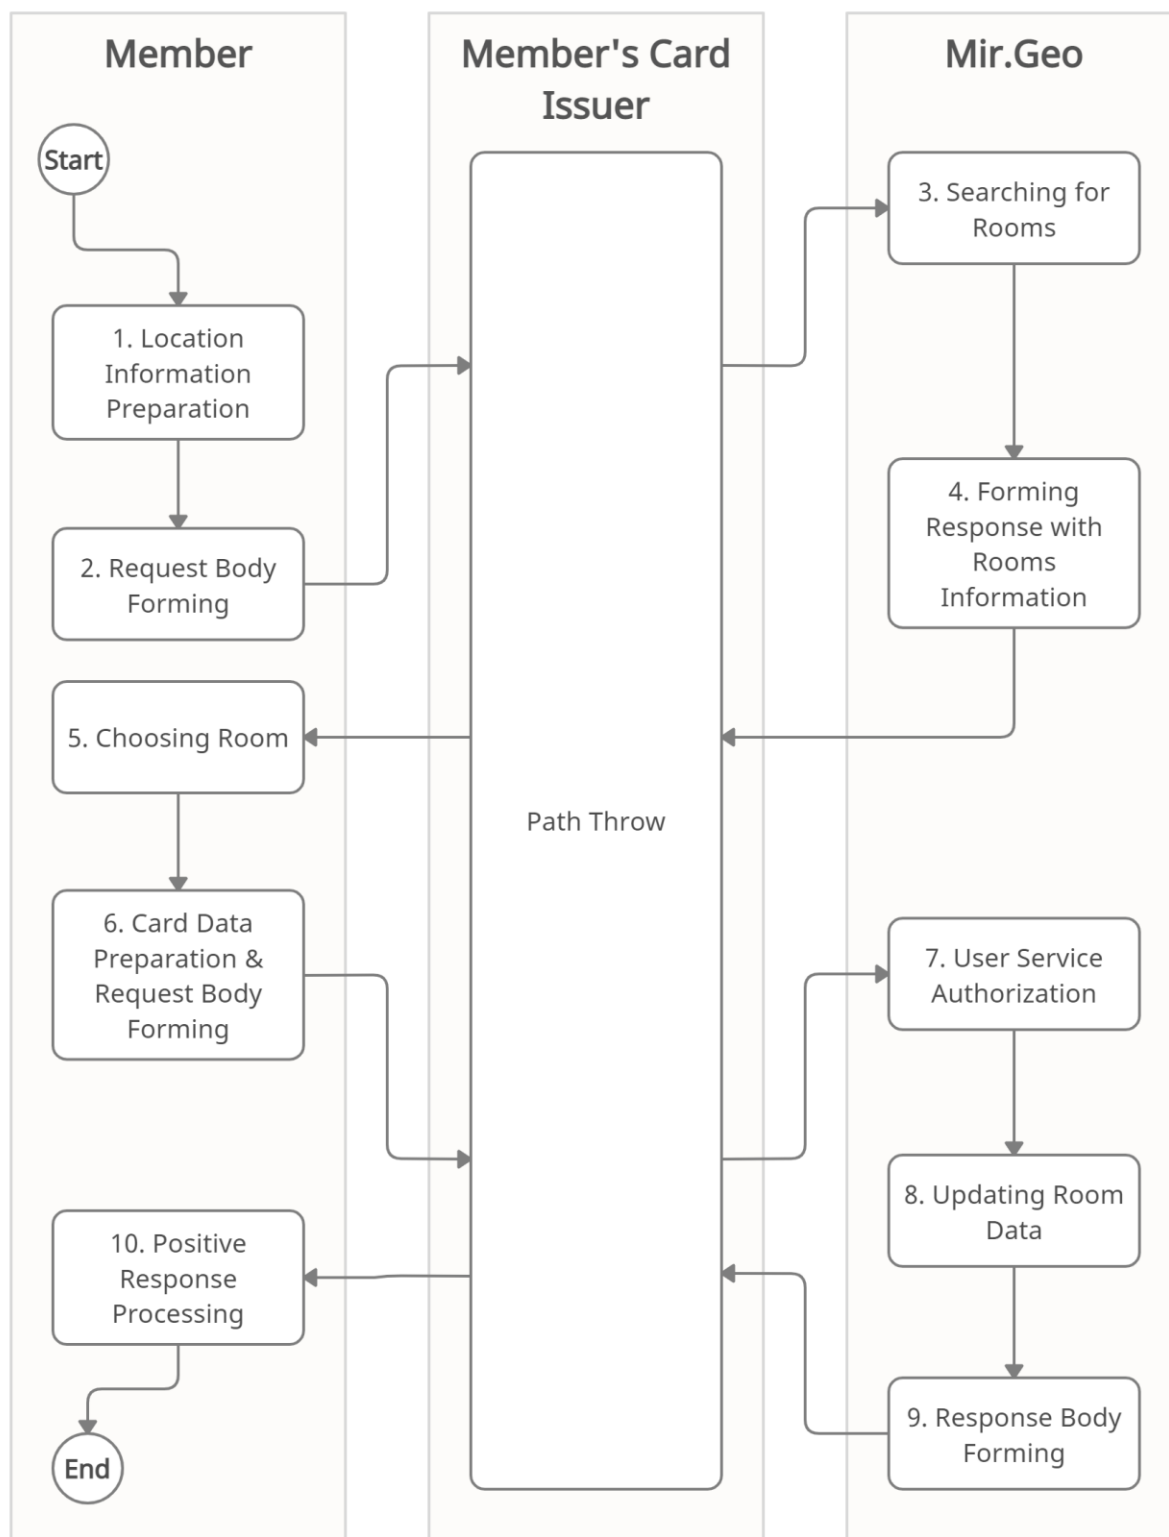 Member
Member's Card
Issuer
Mir.Geo
Start
1. Location
Information
Preparation
2. Request Body
Forming
3. Searching for
Rooms
4. Forming
Response with
Rooms
Information
5. Choosing Room
Path Throw
6. Card Data
Preparation &
Request Body
Forming
7. User Service
Authorization
8. Updating Room
Data
9. Response Body
Forming
10. Positive
Response
Processing
End